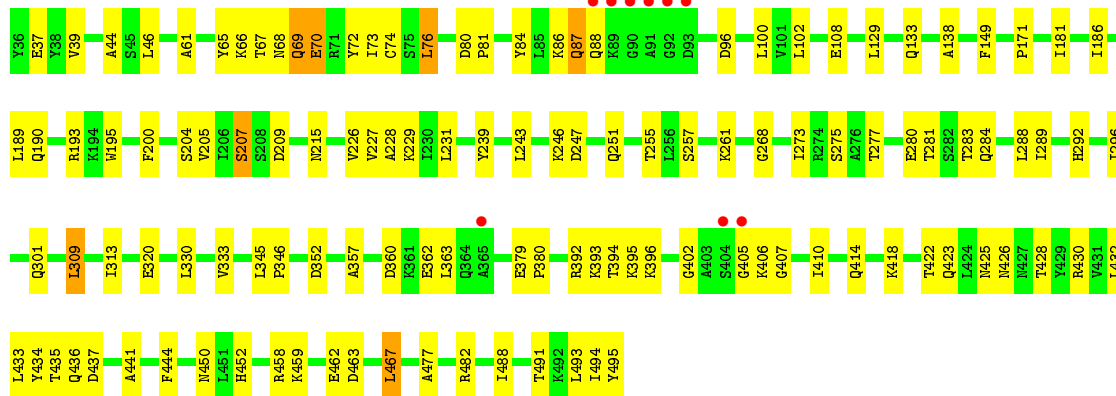 Y36 E37 Y38 V39 A44 S45 L46 A61 Y65 K66 T67 N68 Q69 E70 R71 Y72 I73 C74 S75 L76 D80 P81 Y84 L85 K86 Q87 Q88 K89 G90 A91 G92 D93 D96 L100 V101 L102 E108 L129 Q133 A138 F149 P171 I181 I186
L189 Q190 R193 K194 W195 F200 S204 V205 I206 S207 S208 D209 N215 V226 V227 A228 K229 I230 L231 Y239 L243 K246 D247 Q251 T255 L256 S257 K261 G268 I273 R274 S275 A276 T277 E280 T281 S282 T283 Q284 L288 I289 H292
Q301 L309 I313 E320 L330 V333 L345 P346 D352 A357 D360 K361 E362 L363 Q364 A365 E379 P380 R392 K393 T394 K395 K396 G402 A403 S404 G405 K406 G407 I410 Q414 K418 T422 Q423 L424 N425 N426 N427 T428 Y429 R430 V431 L432
L433 Y434 T435 Q436 D437 A441 F444 N450 L451 H452 R458 K459 E462 D463 L467 A477 R482 I488 T491 K492 L493 I494 Y495